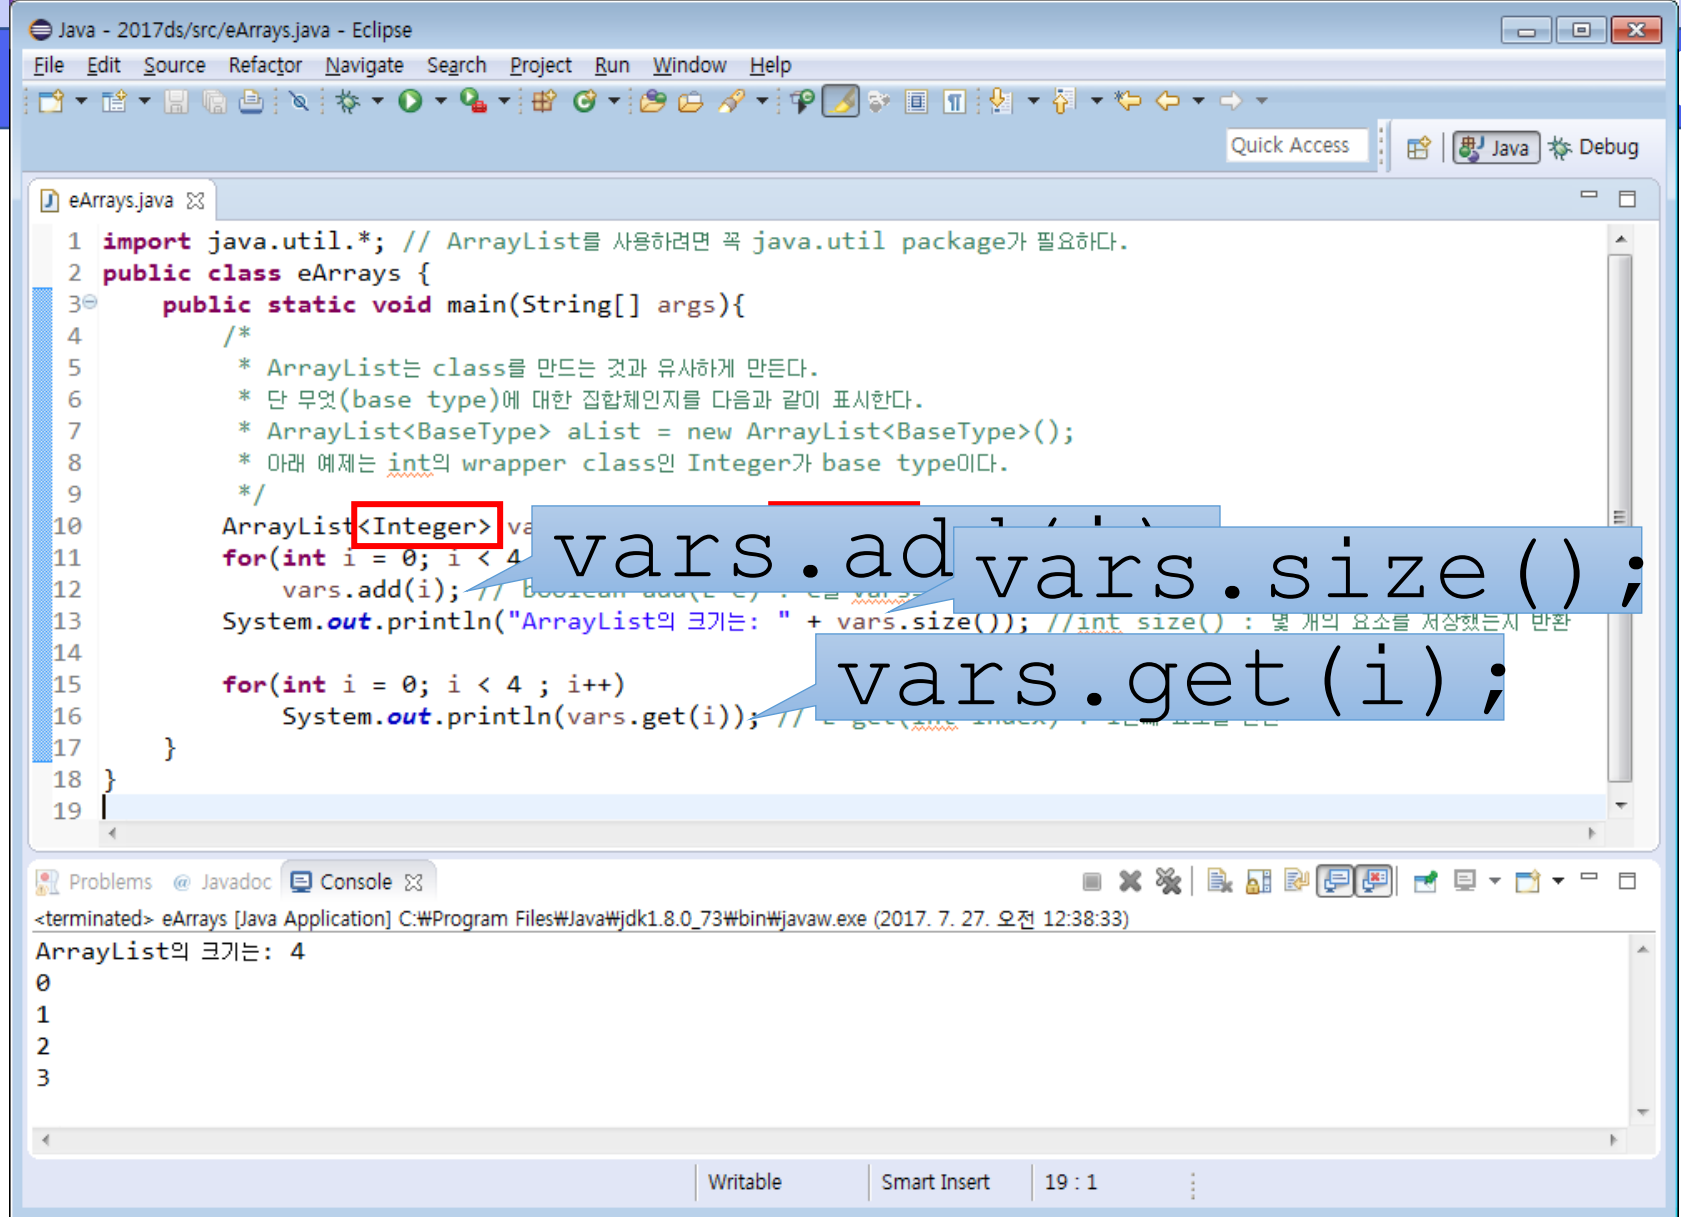 Java - 2017ds/src/eArrays.java - Eclipse
File Edit Source Refactor Navigate Search Project Run Window Help
Quick Access
Java
Debug
eArrays.java
1 import java.util.*; // ArrayList를 사용하려면 꼭 java.util package가 필요하다.
2 public class eArrays {
3 public static void main(String[] args){
4 /*
5 * ArrayList는 class를 만드는 것과 유사하게 만든다.
6 * 단 무엇(base type)에 대한 집합체인지를 다음과 같이 표시한다.
7 * ArrayList<BaseType> aList = new ArrayList<BaseType>();
8 * 아래 예제는 int의 wrapper class인 Integer가 base type이다.
9 */
10 ArrayList<Integer>
11 for(int i = 0; i < 4
12 vars.add(i); //
13 System.out.println("ArrayList의 크기는: " + vars.size()); //int size() : 몇 개의 요소를 저장했는지 반환
14
15 for(int i = 0; i < 4 ; i++)
16 System.out.println(vars.get(i)); //
17 }
18 }
19
vars.ad
vars.size();
vars.get(i);
Problems @ Javadoc Console
<terminated> eArrays [Java Application] C:₩Program Files₩Java₩jdk1.8.0_73₩bin₩javaw.exe (2017. 7. 27. 오전 12:38:33)
ArrayList의 크기는: 4
0
1
2
3
Writable Smart Insert 19 : 1